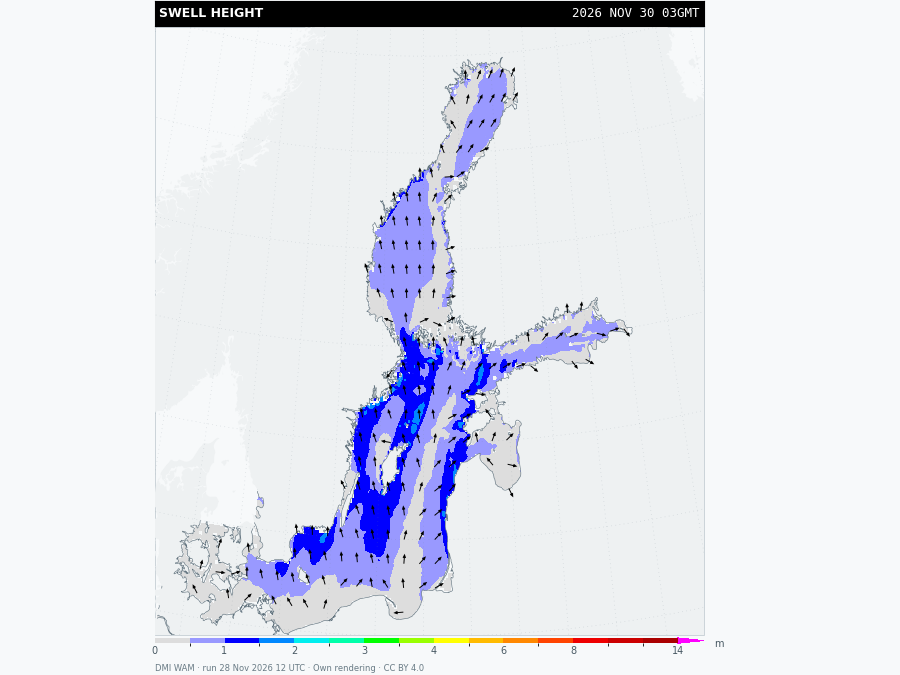 SWELL HEIGHT 2026 NOV 30 03GMT
0 1 2 3 4 6 8 14 m
DMI WAM · run 28 Nov 2026 12 UTC · Own rendering · CC BY 4.0